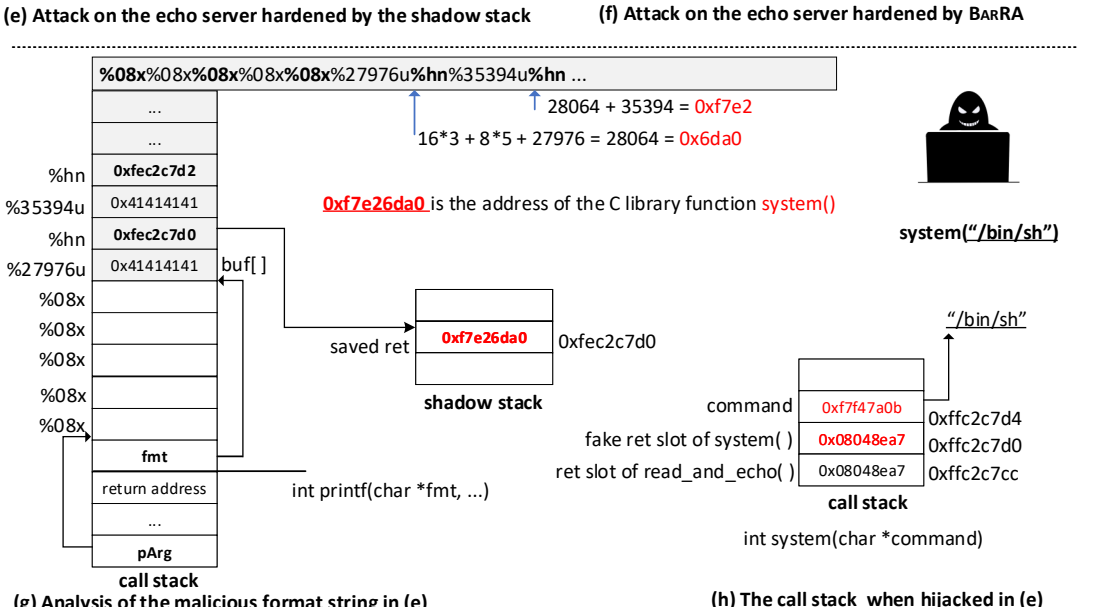 (e) Attack on the echo server hardened by the shadow stack
(f) Attack on the echo server hardened by BARRA
%08x%08x%08x%08x%08x%27976u%hn%35394u%hn ...
...
28064 + 35394 = 0xf7e2
...
16*3 + 8*5 + 27976 = 28064 = 0x6da0
%hn
0xfec2c7d2
%35394u
0x41414141
0xf7e26da0 is the address of the C library function system()
%hn
0xfec2c7d0
system(“/bin/sh”)
%27976u
0x41414141
buf[ ]
%08x
%08x
%08x
%08x
%08x
fmt
return address
...
pArg
call stack
int printf(char *fmt, ...)
saved ret
0xf7e26da0
0xfec2c7d0
shadow stack
“/bin/sh”
command
0xf7f47a0b
0xffc2c7d4
fake ret slot of system( )
0x08048ea7
0xffc2c7d0
ret slot of read_and_echo( )
0x08048ea7
0xffc2c7cc
call stack
int system(char *command)
(g) Analysis of the malicious format string in (e)
(h) The call stack when hijacked in (e)